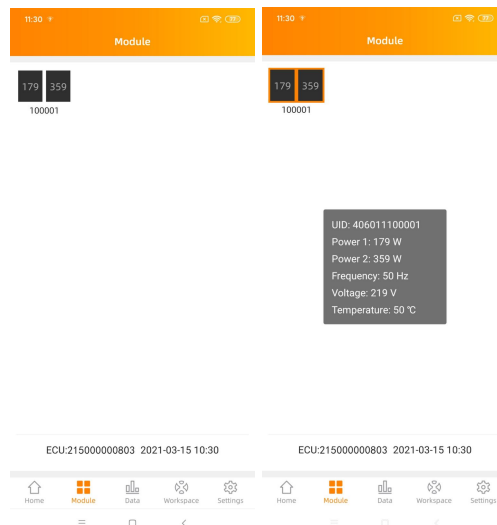 11:30
Module
179 359
100001
ECU:215000000803 2021-03-15 10:30
Home Module Data Workspace Settings
11:30
Module
179 359
100001
UID: 406011100001
Power 1: 179 W
Power 2: 359 W
Frequency: 50 Hz
Voltage: 219 V
Temperature: 50 ℃
ECU:215000000803 2021-03-15 10:30
Home Module Data Workspace Settings